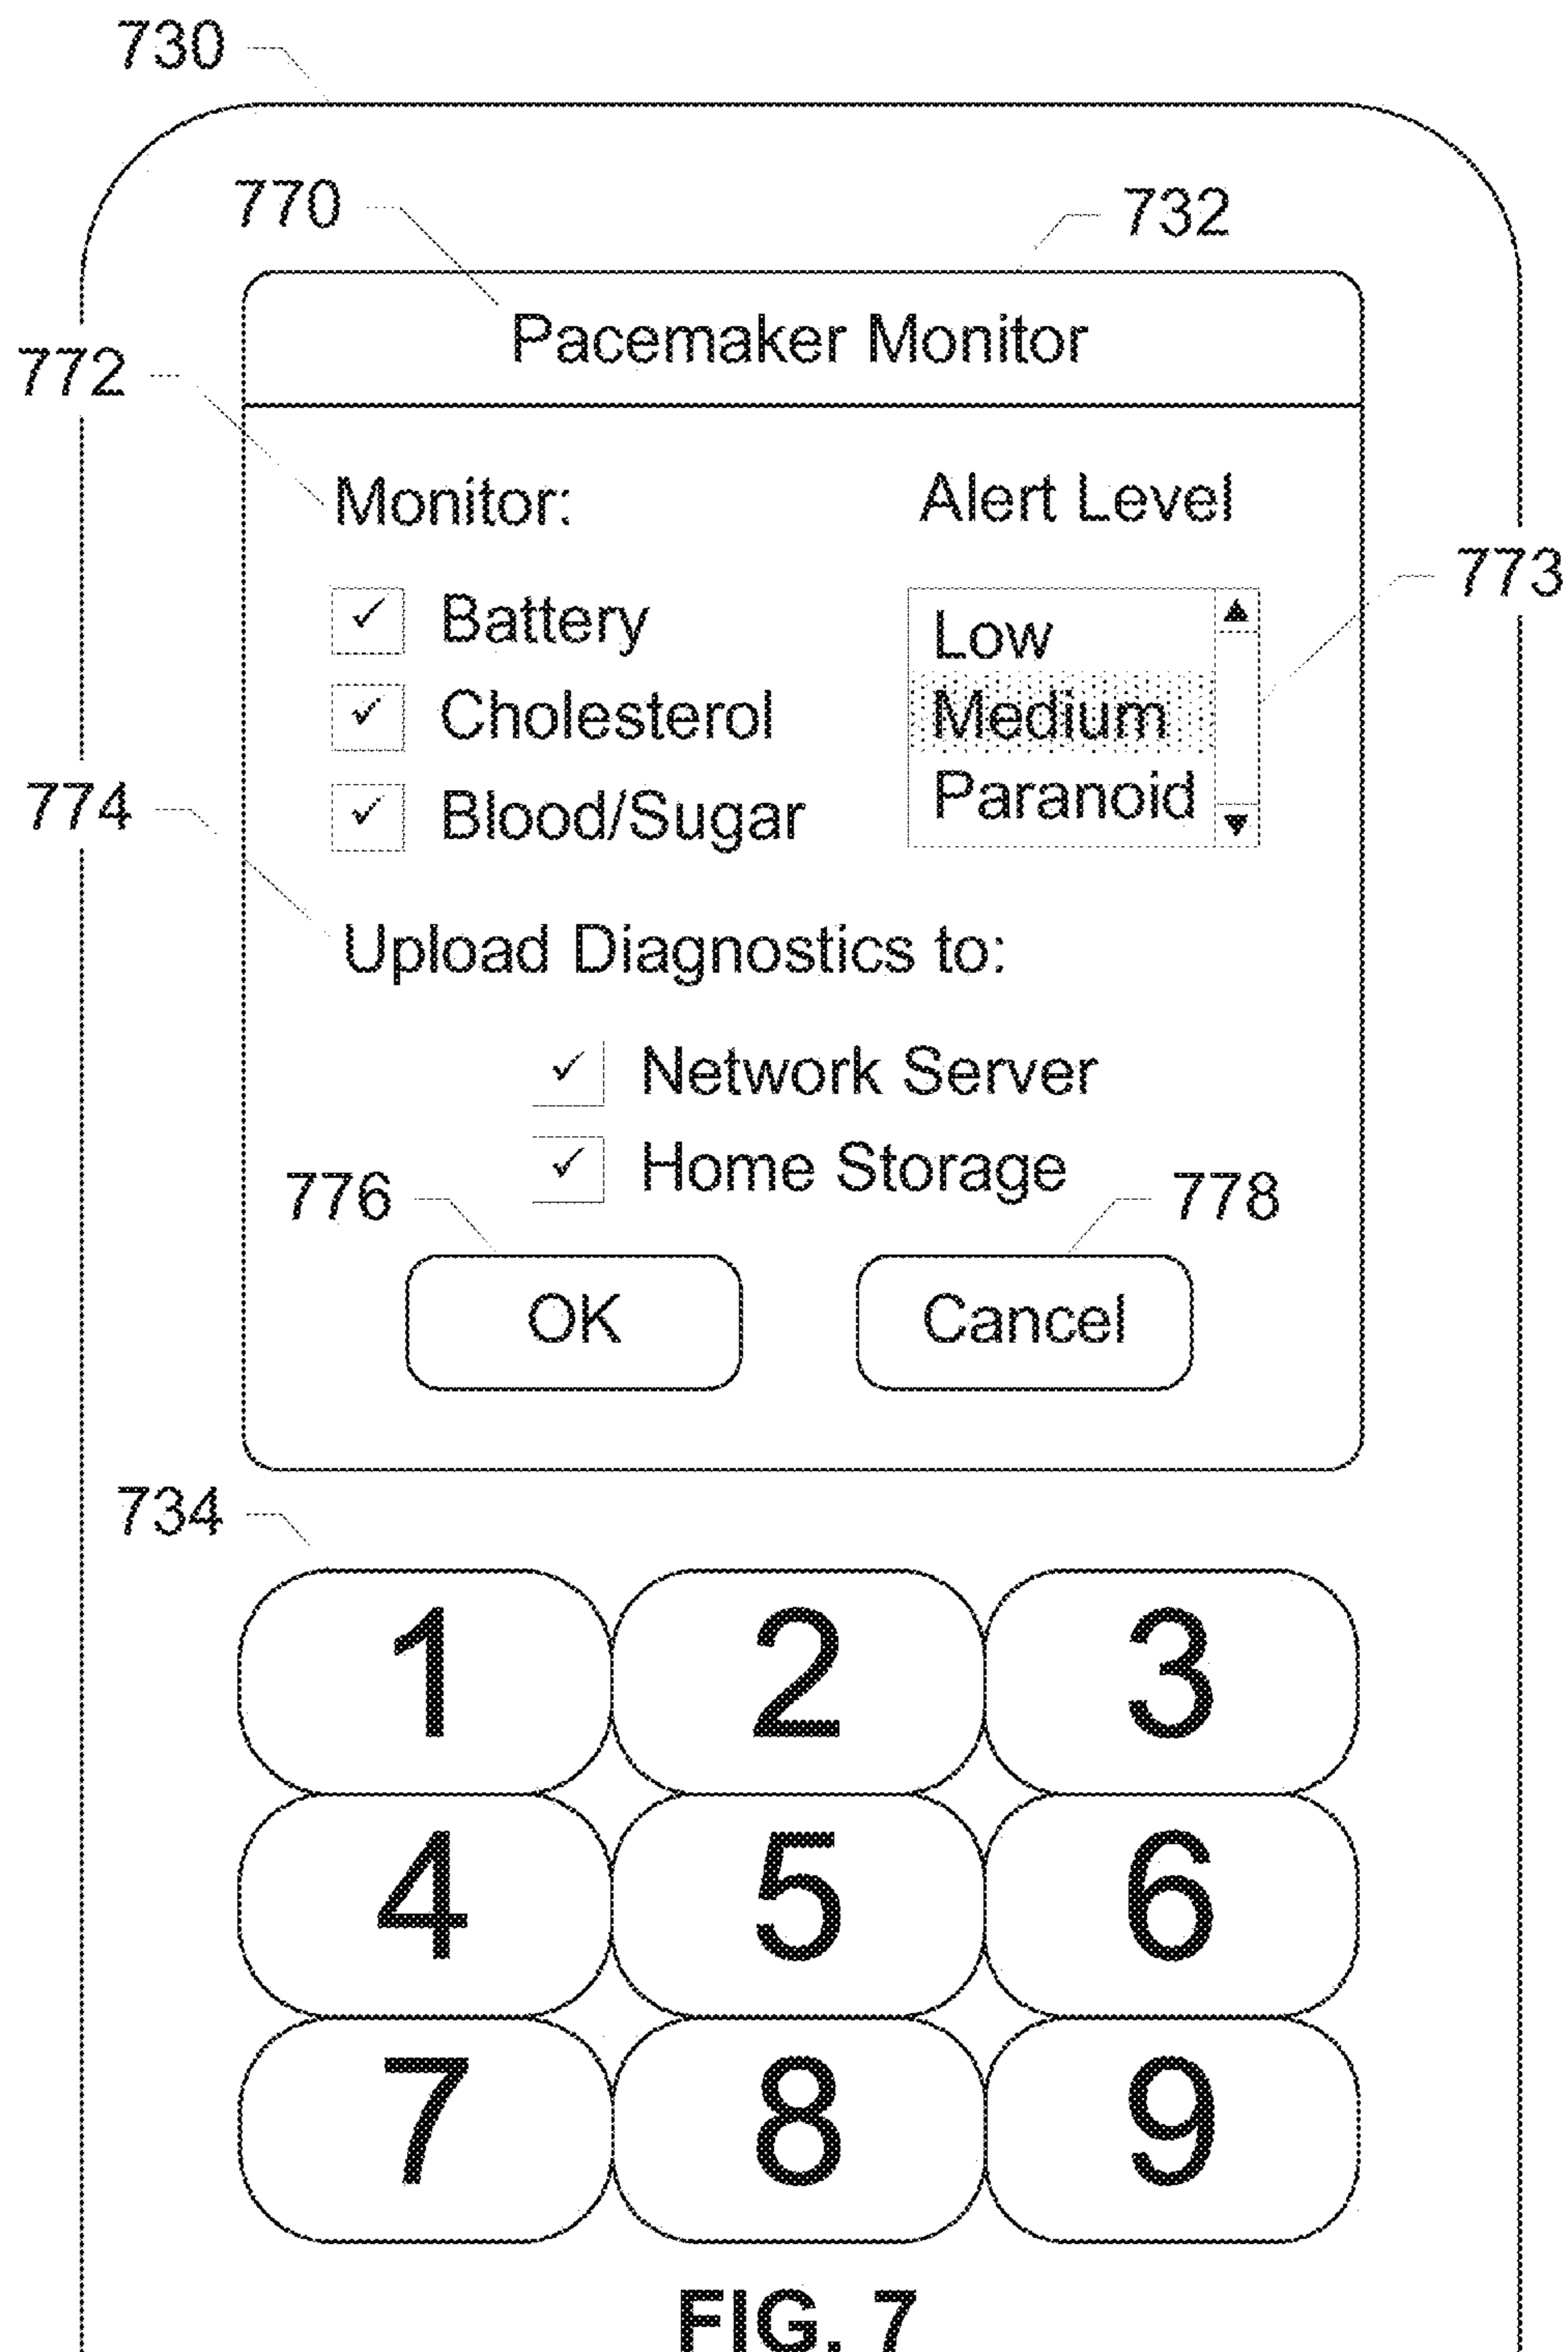 730
770
732
Pacemaker Monitor
772
Monitor:
Alert Level
773
Battery
Low
Cholesterol
Medium
774
Blood/Sugar
Paranoid
Upload Diagnostics to:
Network Server
Home Storage
776
778
OK
Cancel
734
1 2 3
4 5 6
7 8 9
FIG. 7